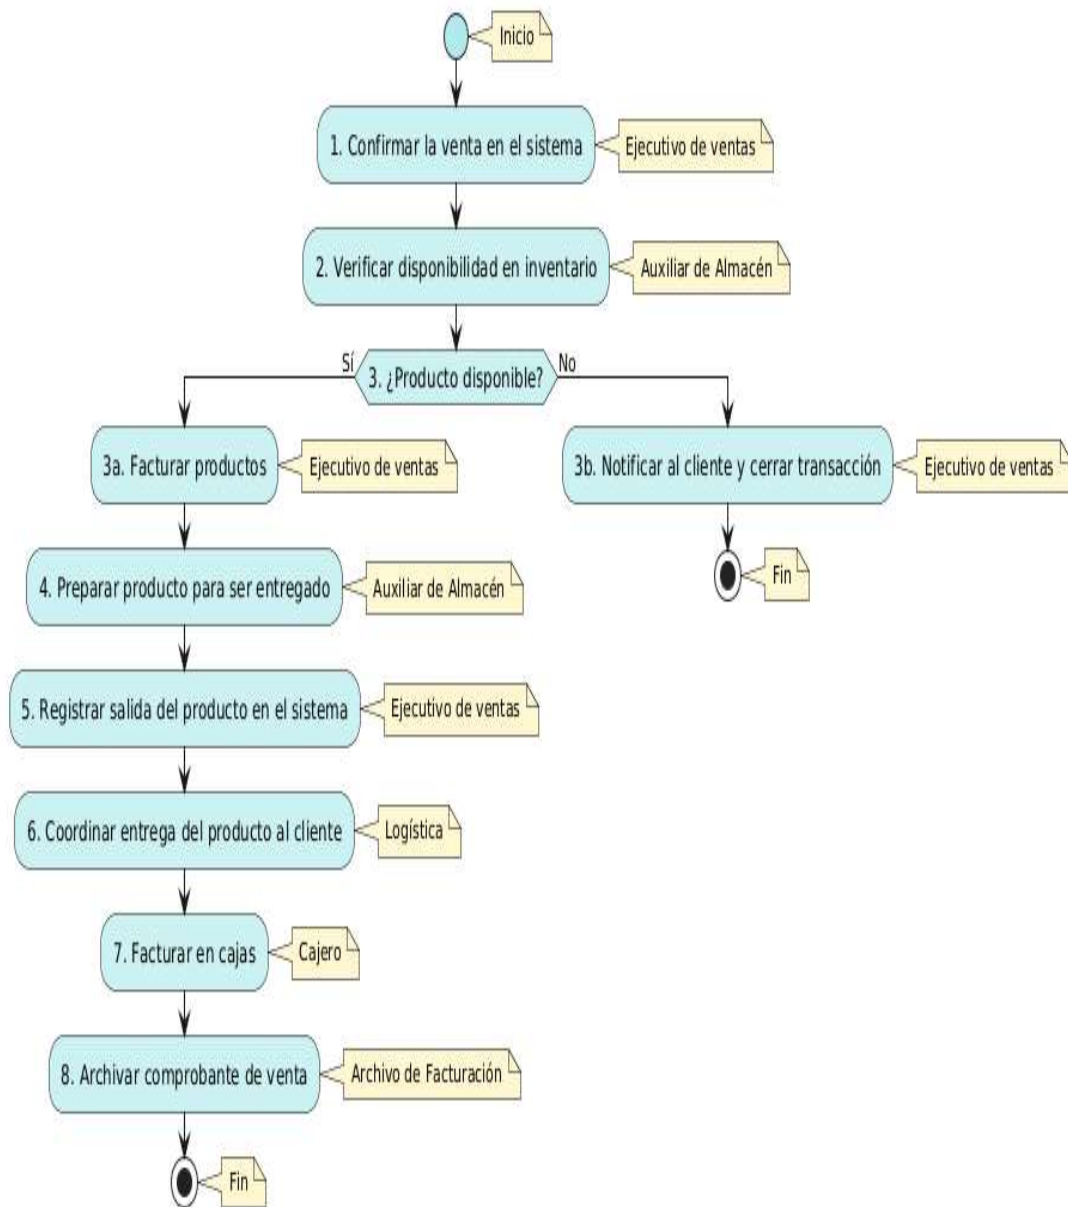 Inicio
1. Confirmar la venta en el sistema
Ejecutivo de ventas
2. Verificar disponibilidad en inventario
Auxiliar de Almacén
Sí
3. ¿Producto disponible?
No
3a. Facturar productos
Ejecutivo de ventas
3b. Notificar al cliente y cerrar transacción
Ejecutivo de ventas
4. Preparar producto para ser entregado
Auxiliar de Almacén
Fin
5. Registrar salida del producto en el sistema
Ejecutivo de ventas
6. Coordinar entrega del producto al cliente
Logística
7. Facturar en cajas
Cajero
8. Archivar comprobante de venta
Archivo de Facturación
Fin